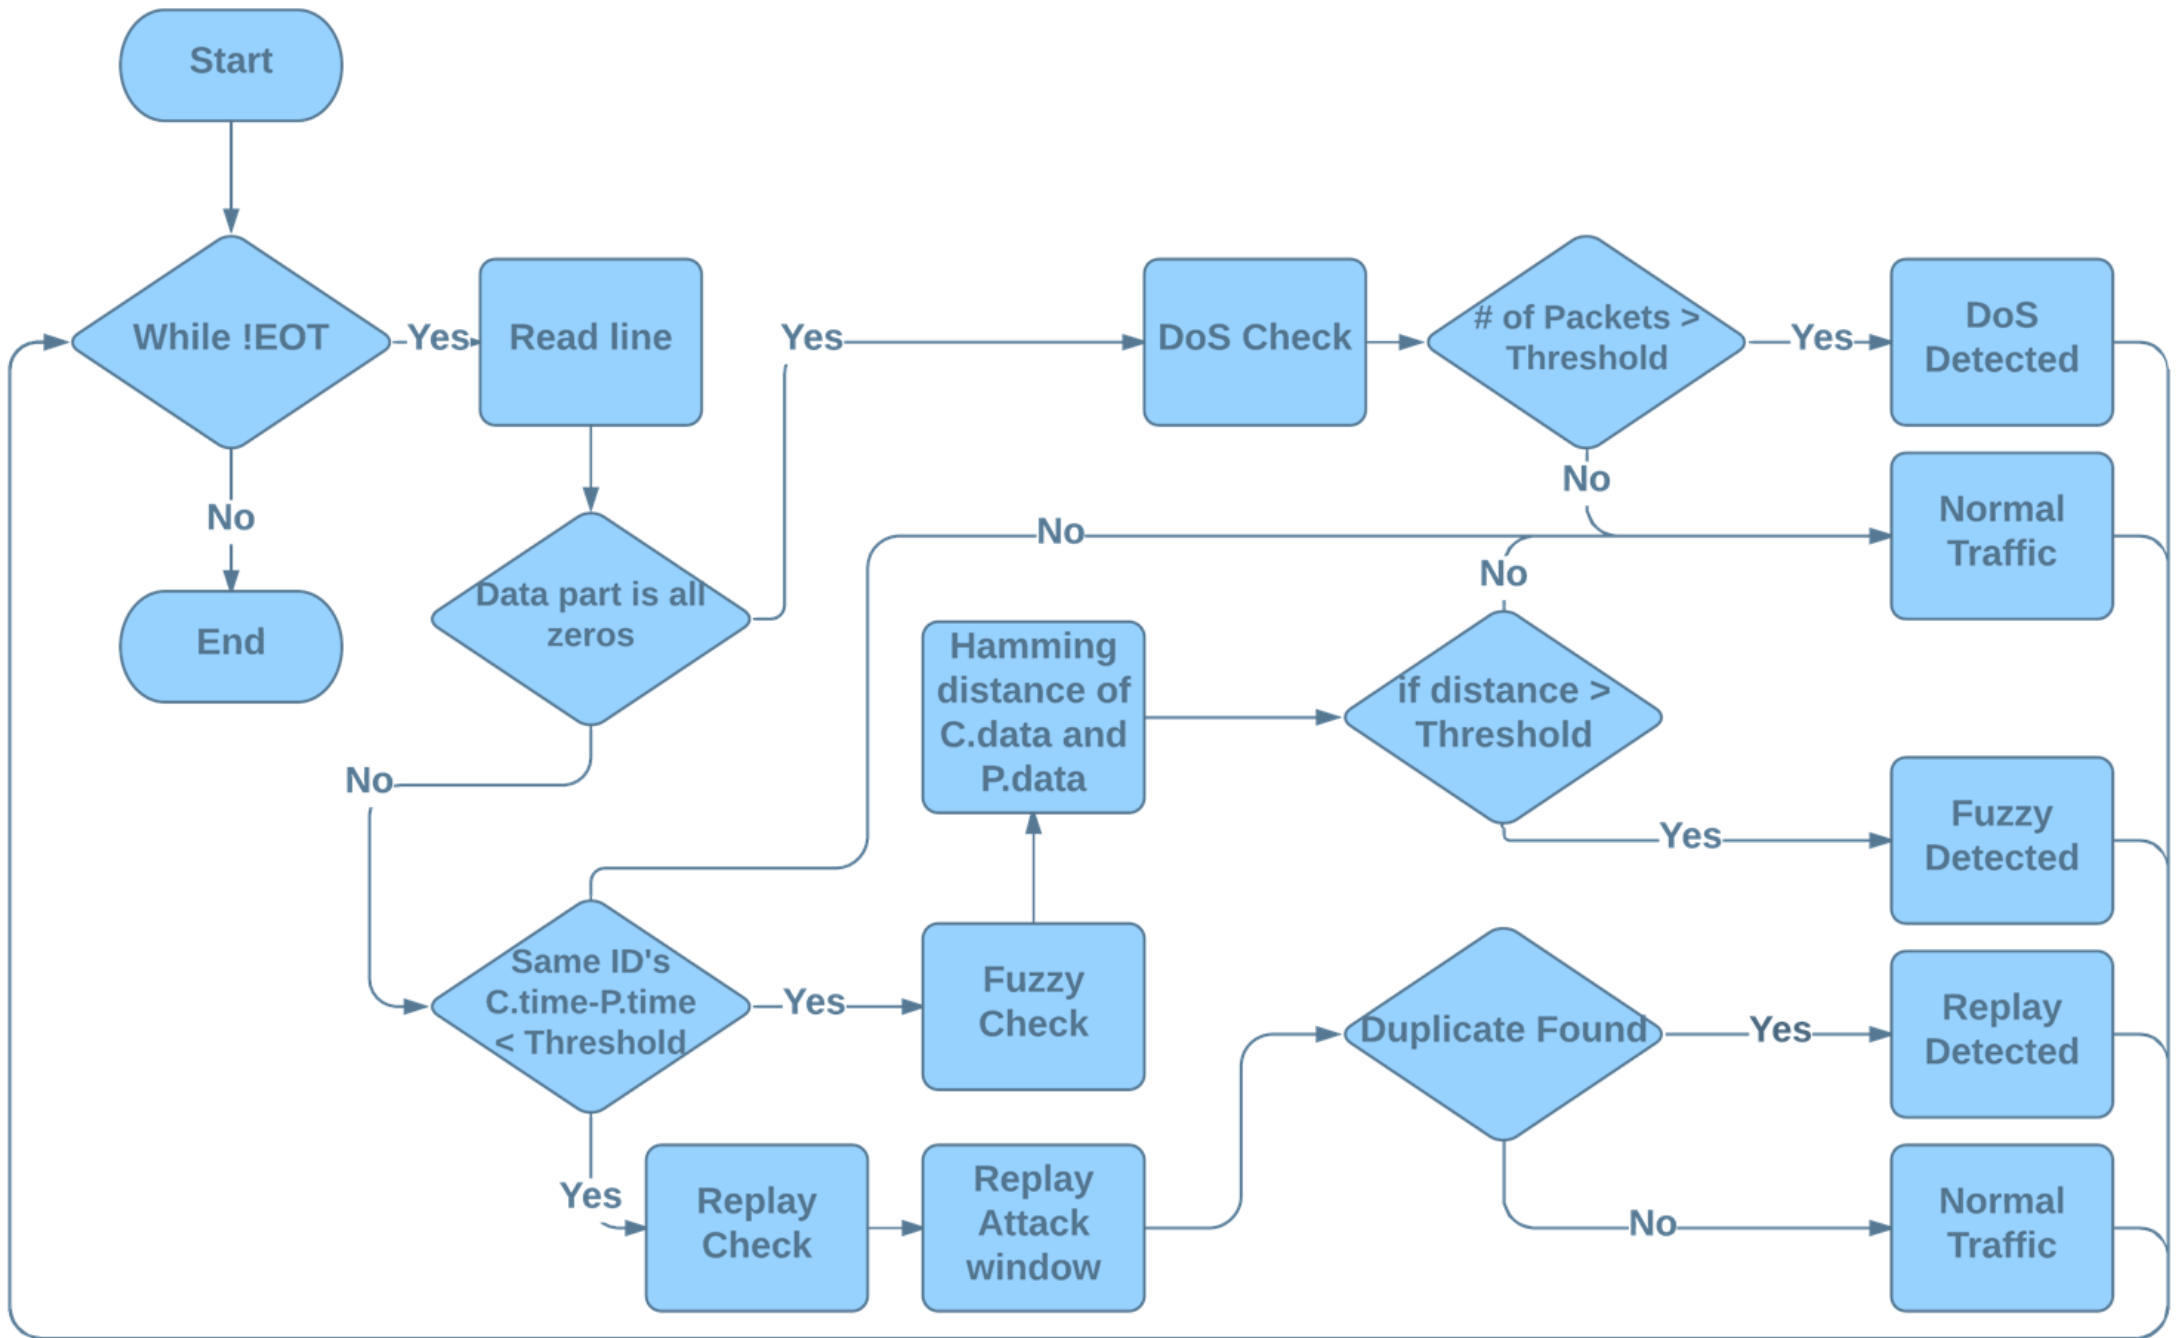 Start
While !EOT
Yes
Read line
Yes
DoS Check
# of Packets >
Threshold
Yes
DoS
Detected
No
No
No
Normal
Traffic
End
Data part is all
zeros
No
Hamming
distance of
C.data and
P.data
if distance >
Threshold
No
Yes
Fuzzy
Detected
Same ID's
C.time-P.time
< Threshold
Yes
Fuzzy
Check
Duplicate Found
Yes
Replay
Detected
Yes
Replay
Check
Replay
Attack
window
No
Normal
Traffic